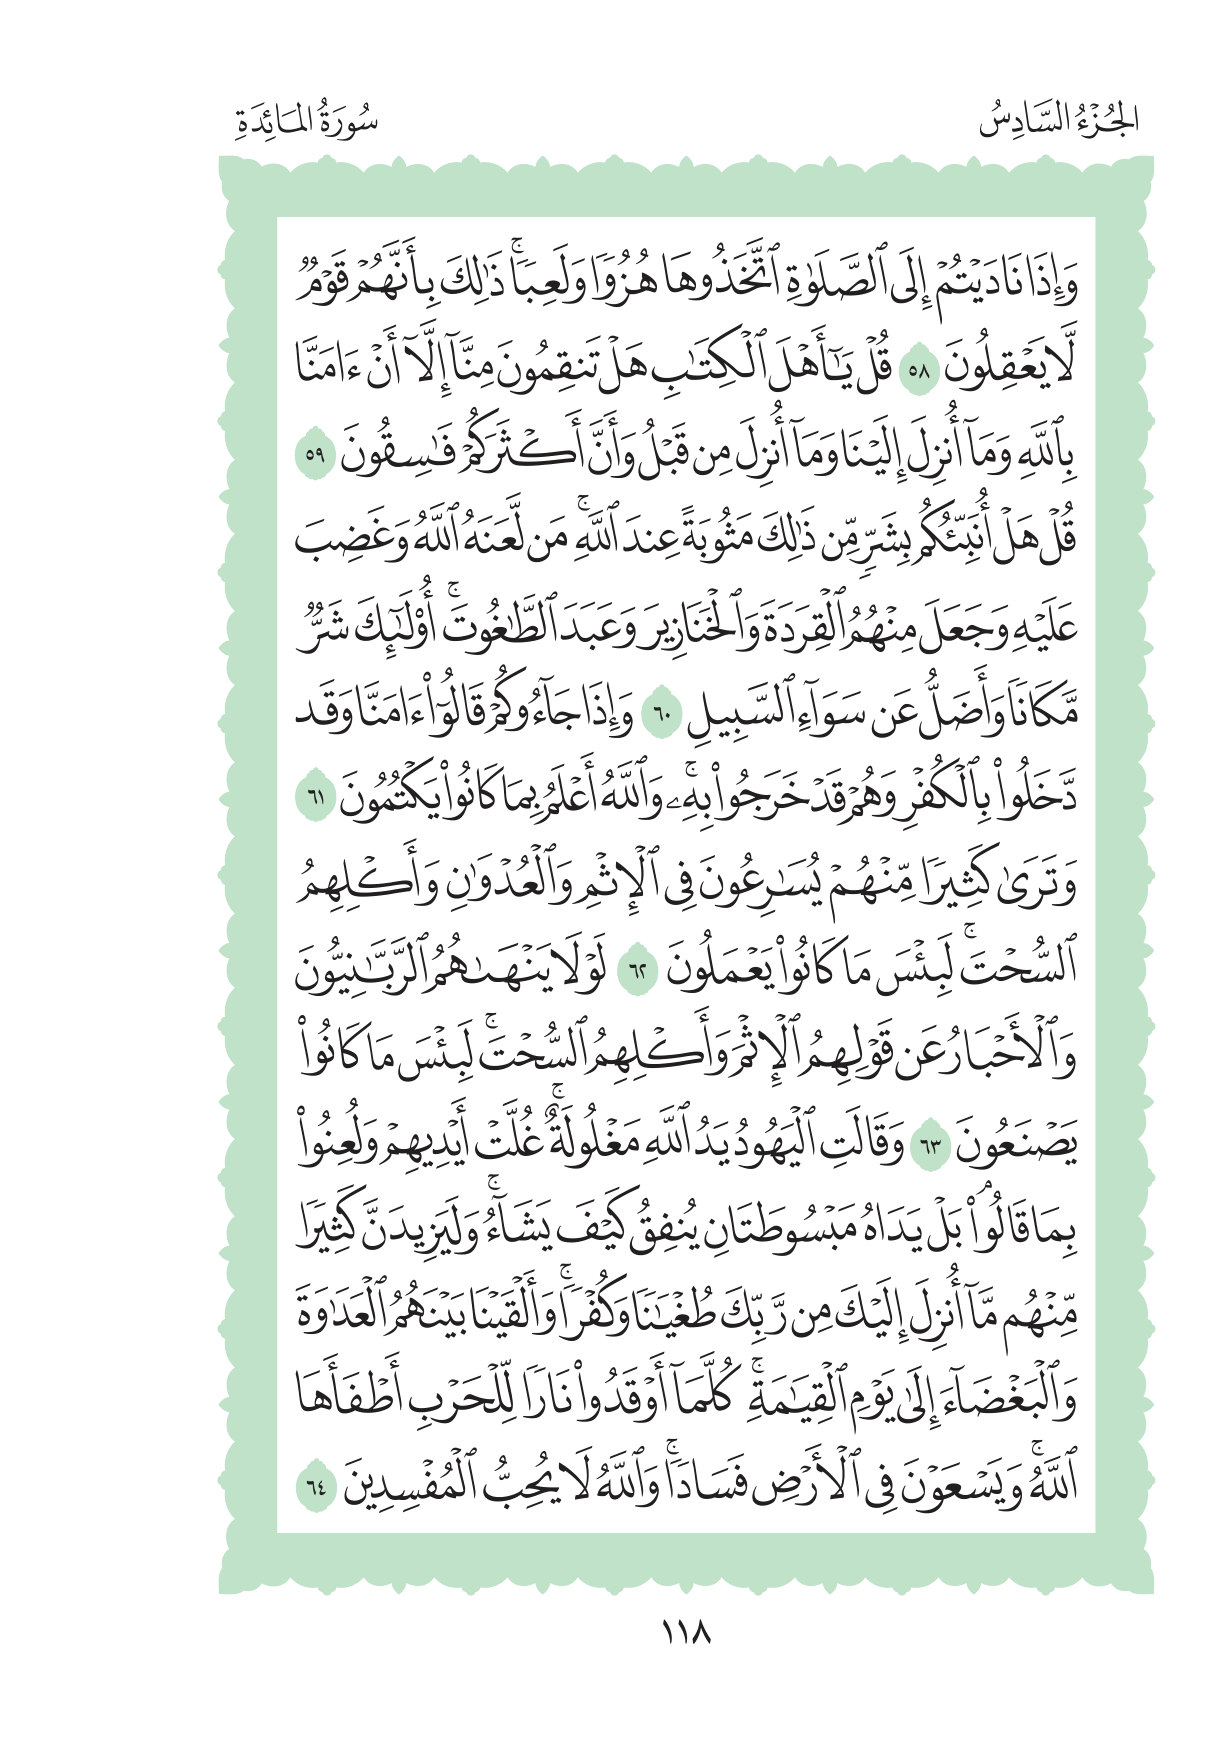 الجُزْءُ السَّادِسُ
سُورَةُ المَائِدَةِ
وَإِذَا نَادَيْتُمْ إِلَى ٱلصَّلَوٰةِ ٱتَّخَذُوهَا هُزُوٗا وَلَعِبٗاۚ ذَٰلِكَ بِأَنَّهُمْ قَوْمٞ
لَّا يَعْقِلُونَ ٥٨ قُلْ يَٰٓأَهْلَ ٱلْكِتَٰبِ هَلْ تَنقِمُونَ مِنَّآ إِلَّآ أَنْ ءَامَنَّا
بِٱللَّهِ وَمَآ أُنزِلَ إِلَيْنَا وَمَآ أُنزِلَ مِن قَبْلُ وَأَنَّ أَكْثَرَكُمْ فَٰسِقُونَ ٥٩
قُلْ هَلْ أُنَبِّئُكُم بِشَرّٖ مِّن ذَٰلِكَ مَثُوبَةً عِندَ ٱللَّهِۚ مَن لَّعَنَهُ ٱللَّهُ وَغَضِبَ
عَلَيْهِ وَجَعَلَ مِنْهُمُ ٱلْقِرَدَةَ وَٱلْخَنَازِيرَ وَعَبَدَ ٱلطَّٰغُوتَۚ أُوْلَٰٓئِكَ شَرّٞ
مَّكَانٗا وَأَضَلُّ عَن سَوَآءِ ٱلسَّبِيلِ ٦٠ وَإِذَا جَآءُوكُمْ قَالُوٓاْ ءَامَنَّا وَقَد
دَّخَلُواْ بِٱلْكُفْرِ وَهُمْ قَدْ خَرَجُواْ بِهِۦۚ وَٱللَّهُ أَعْلَمُ بِمَا كَانُواْ يَكْتُمُونَ ٦١
وَتَرَىٰ كَثِيرٗا مِّنْهُمْ يُسَٰرِعُونَ فِي ٱلْإِثْمِ وَٱلْعُدْوَٰنِ وَأَكْلِهِمُ
ٱلسُّحْتَۚ لَبِئْسَ مَا كَانُواْ يَعْمَلُونَ ٦٢ لَوْلَا يَنْهَىٰهُمُ ٱلرَّبَّٰنِيُّونَ
وَٱلْأَحْبَارُ عَن قَوْلِهِمُ ٱلْإِثْمَ وَأَكْلِهِمُ ٱلسُّحْتَۚ لَبِئْسَ مَا كَانُواْ
يَصْنَعُونَ ٦٣ وَقَالَتِ ٱلْيَهُودُ يَدُ ٱللَّهِ مَغْلُولَةٌۚ غُلَّتْ أَيْدِيهِمْ وَلُعِنُواْ
بِمَا قَالُواْۘ بَلْ يَدَاهُ مَبْسُوطَتَانِ يُنفِقُ كَيْفَ يَشَآءُۚ وَلَيَزِيدَنَّ كَثِيرٗا
مِّنْهُم مَّآ أُنزِلَ إِلَيْكَ مِن رَّبِّكَ طُغْيَٰنٗا وَكُفْرٗاۚ وَأَلْقَيْنَا بَيْنَهُمُ ٱلْعَدَٰوَةَ
وَٱلْبَغْضَآءَ إِلَىٰ يَوْمِ ٱلْقِيَٰمَةِۚ كُلَّمَآ أَوْقَدُواْ نَارٗا لِّلْحَرْبِ أَطْفَأَهَا
ٱللَّهُۚ وَيَسْعَوْنَ فِي ٱلْأَرْضِ فَسَادٗاۚ وَٱللَّهُ لَا يُحِبُّ ٱلْمُفْسِدِينَ ٦٤
١١٨